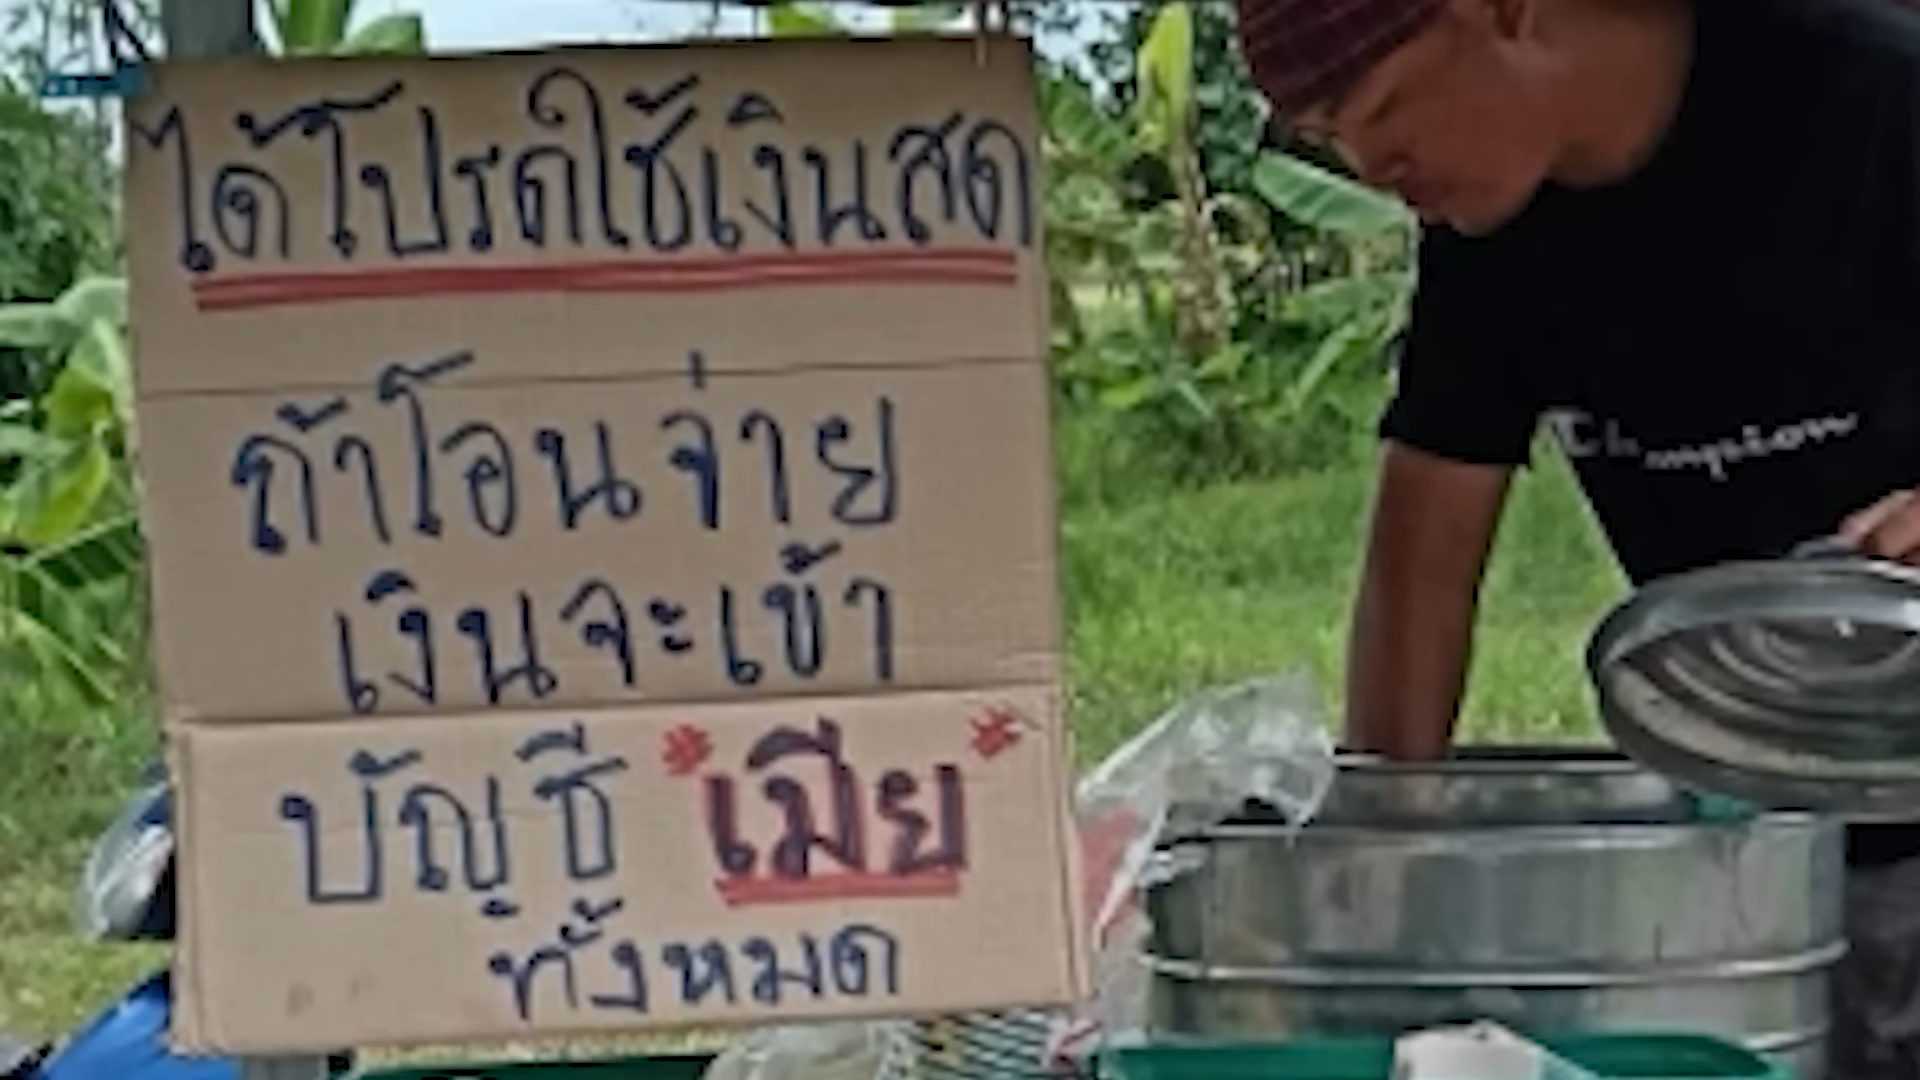 ได้โปรดใช้เงินสด
ถ้าโอนจ่าย
เงินจะเข้า
บัญชี *เมีย*
ทั้งหมด
Champion